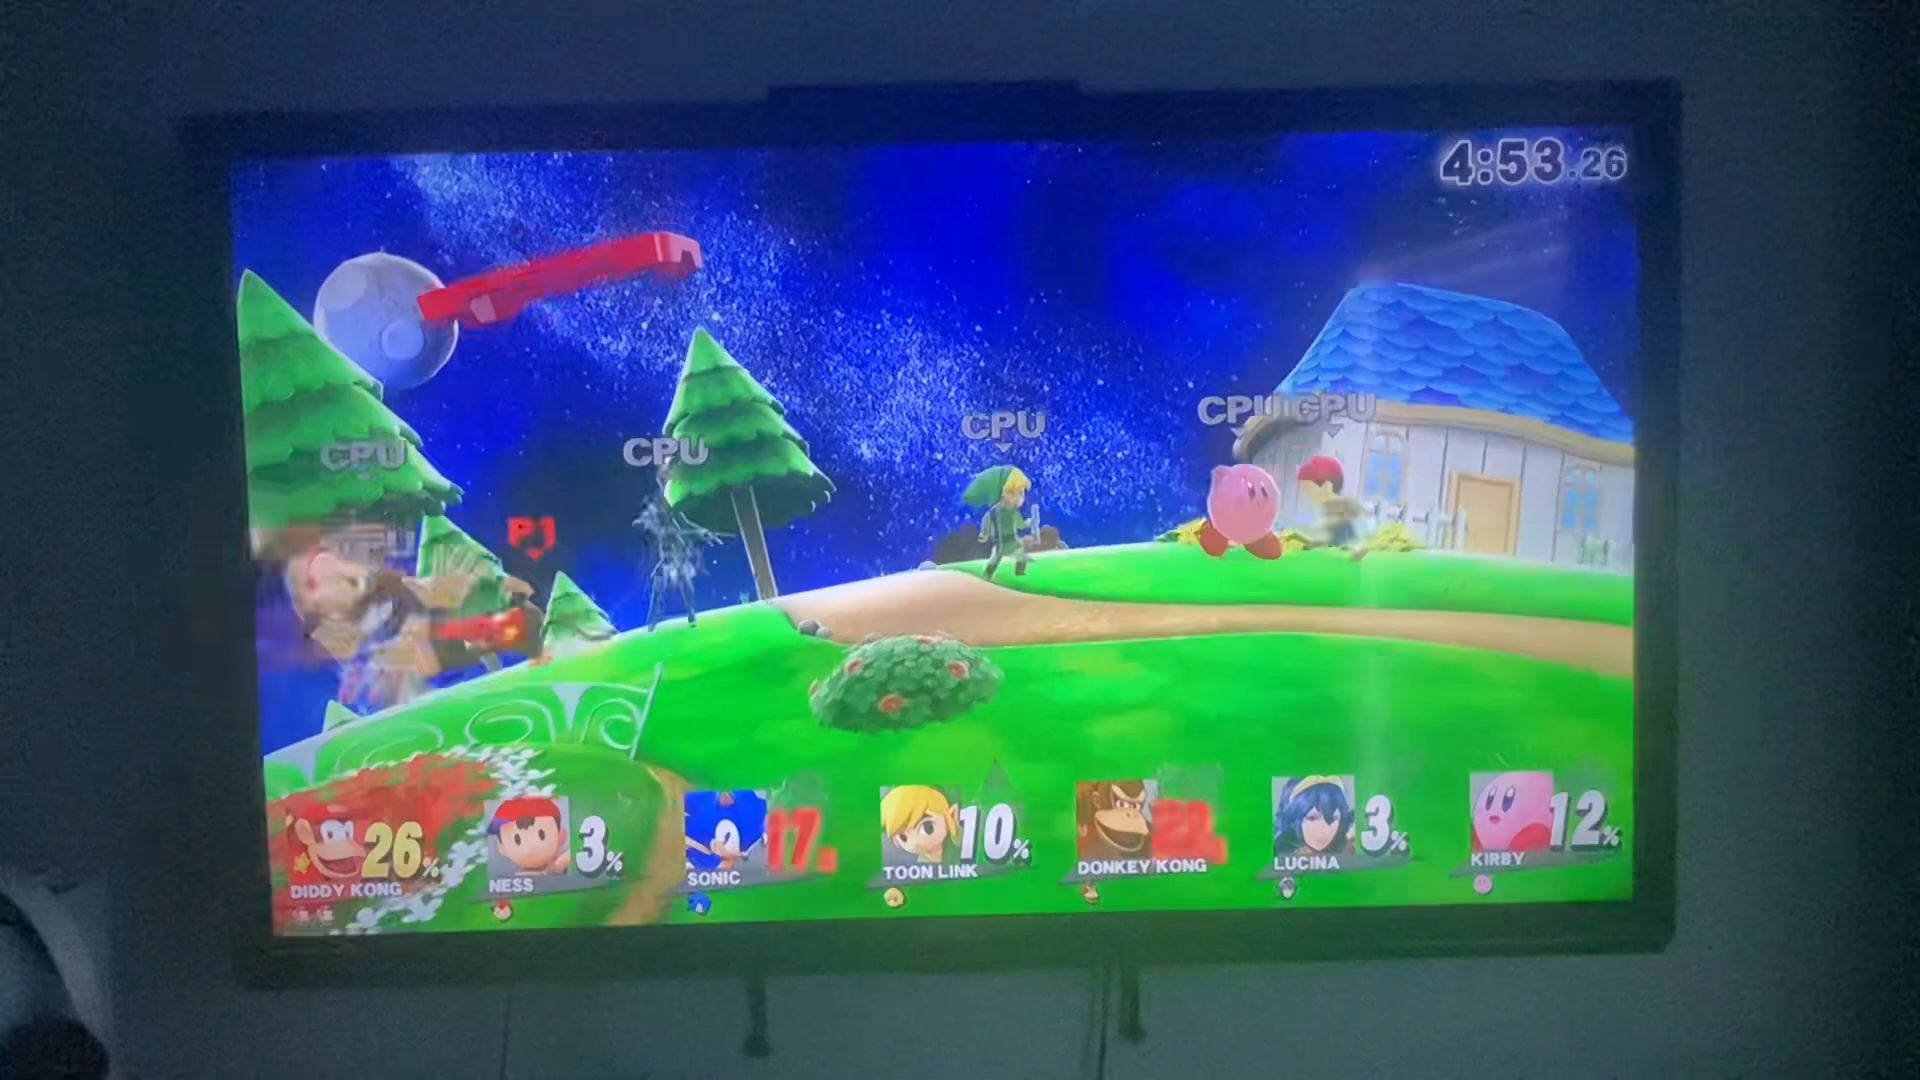 4:53.26
CPU CPU
CPU
CPU
CPU
P1
26%
3%
17
10%
3%
12%
DIDDY KONG
NESS
SONIC
TOON LINK
DONKEY KONG
LUCINA
KIRBY